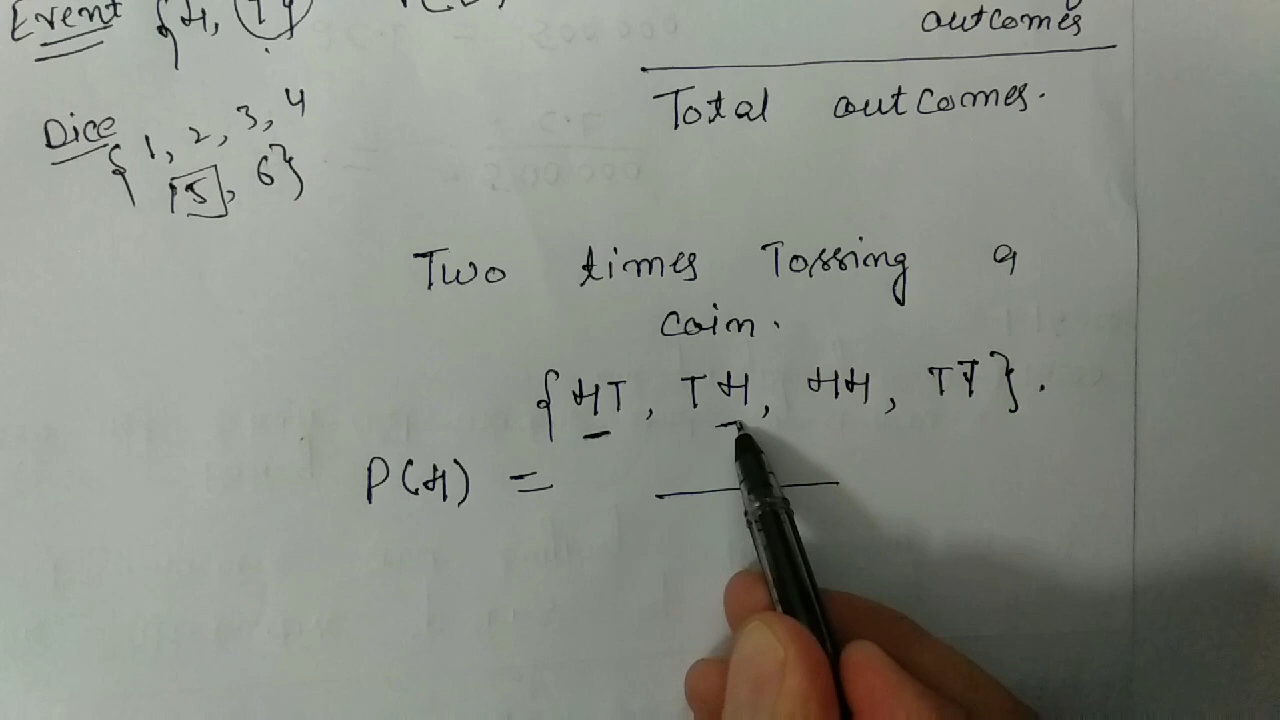 Event {H, T}
outcomes
Total outcomes.
Dice
{1, 2, 3, 4
5, 6}
Two times Tossing a
coin.
{HT, TH, HH, TT}.
P(H) =